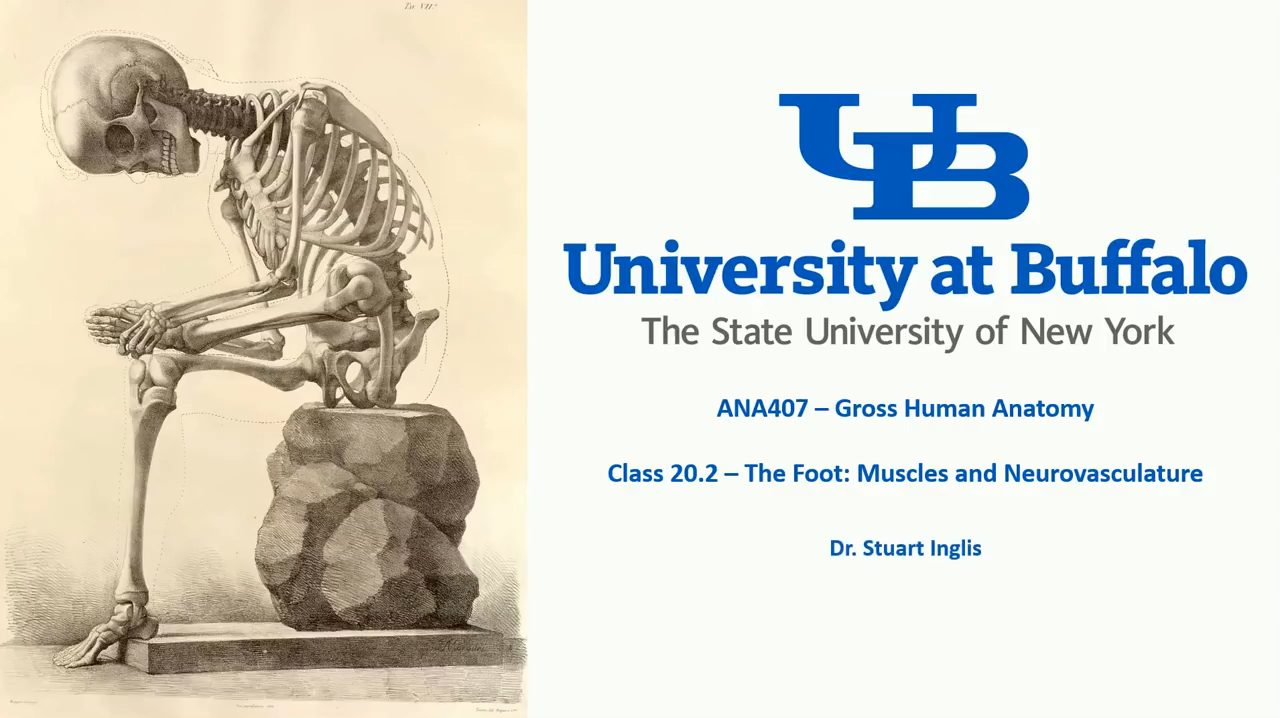 UB
University at Buffalo
The State University of New York
ANA407 – Gross Human Anatomy
Class 20.2 – The Foot: Muscles and Neurovasculature
Dr. Stuart Inglis